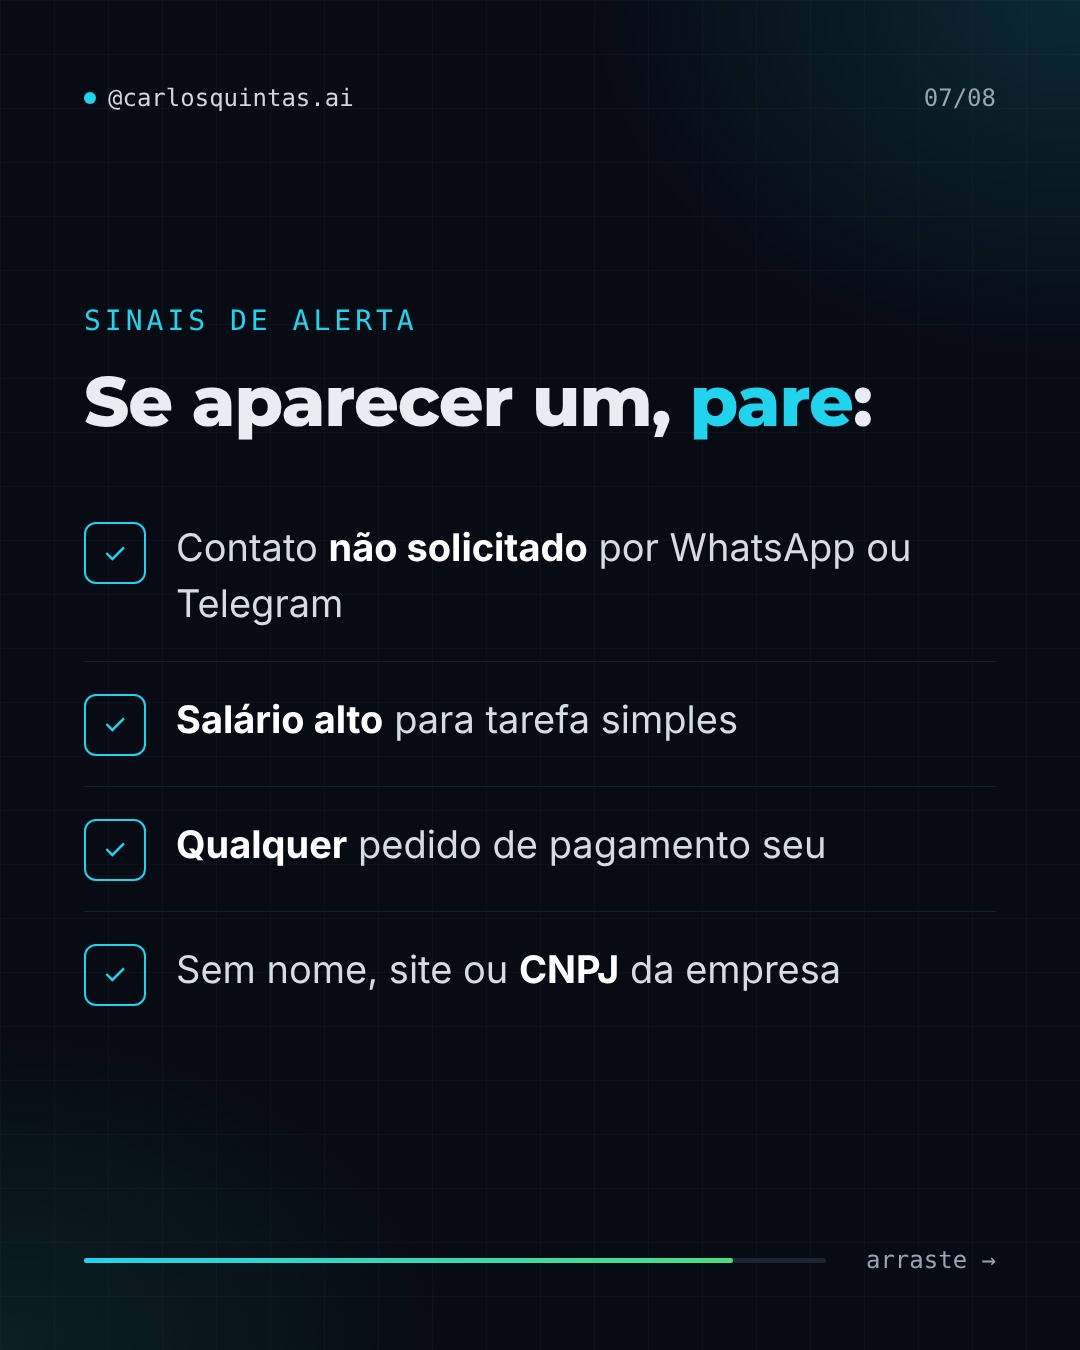 @carlosquintas.ai
07/08
SINAIS DE ALERTA
Se aparecer um, pare:
Contato não solicitado por WhatsApp ou
Telegram
Salário alto para tarefa simples
Qualquer pedido de pagamento seu
Sem nome, site ou CNPJ da empresa
arraste →